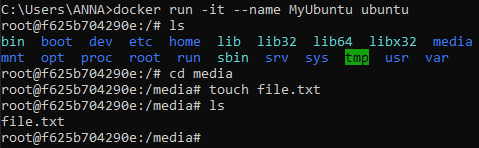 C:\Users\ANNA>docker run -it --name MyUbuntu ubuntu
root@f625b704290e:/# ls
bin boot dev etc home lib lib32 lib64 libx32 media
mnt opt proc root run sbin srv sys tmp usr var
root@f625b704290e:/# cd media
root@f625b704290e:/media# touch file.txt
root@f625b704290e:/media# ls
file.txt
root@f625b704290e:/media#